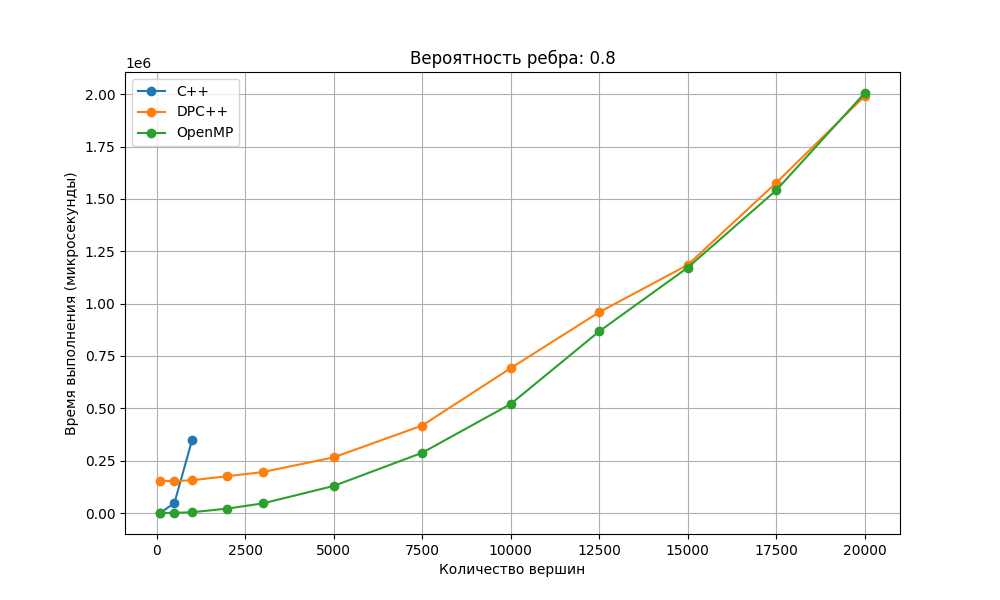 Вероятность ребра: 0.8
1e6
C++
DPC++
OpenMP
2.00
1.75
1.50
1.25
1.00
0.75
0.50
0.25
0.00
Время выполнения (микросекунды)
0 2500 5000 7500 10000 12500 15000 17500 20000
Количество вершин